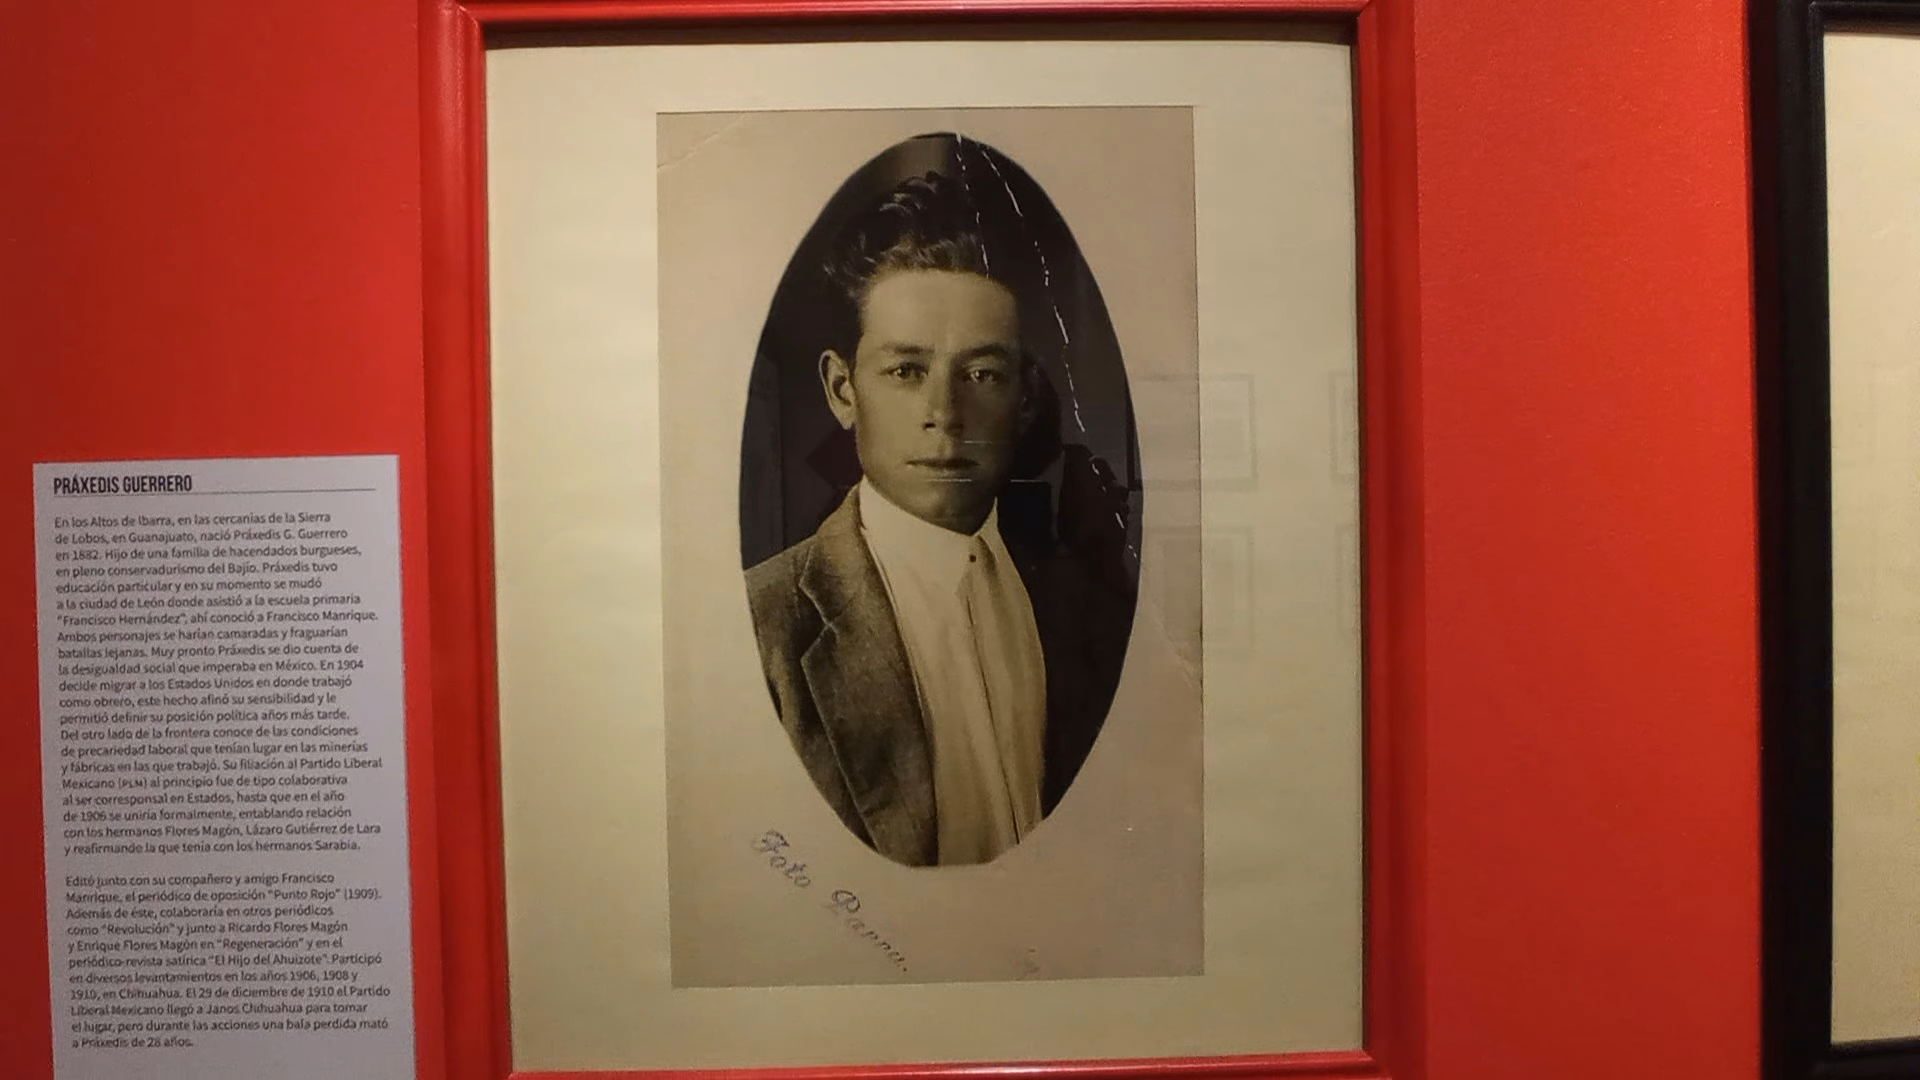 PRÁXEDIS GUERRERO
En los Altos de Ibarra, en las cercanías de la Sierra
de Lobos, en Guanajuato, nació Práxedis G. Guerrero
en 1882. Hijo de una familia de hacendados burgueses,
en pleno conservadurismo del Bajío. Práxedis tuvo
educación particular y en su momento se mudó
a la ciudad de León donde asistió a la escuela primaria
"Francisco Hernández", ahí conoció a Francisco Manrique.
Ambos personajes se harían camaradas y fraguarían
batallas lejanas. Muy pronto Práxedis se dio cuenta de
la desigualdad social que imperaba en México. En 1904
decide migrar a los Estados Unidos en donde trabajó
como obrero, este hecho afinó su sensibilidad y le
permitió definir su posición política años más tarde.
Del otro lado de la frontera conoce de las condiciones
de precariedad laboral que tenían lugar en las minerías
y fábricas en las que trabajó. Su filiación al Partido Liberal
Mexicano (PLM) al principio fue de tipo colaborativa
al ser corresponsal en Estados, hasta que en el año
de 1906 se uniría formalmente, entablando relación
con los hermanos Flores Magón, Lázaro Gutiérrez de Lara
y reafirmando la que tenía con los hermanos Sarabia.
Editó junto con su compañero y amigo Francisco
Manrique, el periódico de oposición "Punto Rojo" (1909).
Además de éste, colaboraría en otros periódicos
como "Revolución" y junto a Ricardo Flores Magón
y Enrique Flores Magón en "Regeneración" y en el
periódico-revista satírica "El Hijo del Ahuizote". Participó
en diversos levantamientos en los años 1906, 1908 y
1910, en Chihuahua. El 29 de diciembre de 1910 el Partido
Liberal Mexicano llegó a Janos Chihuahua para tomar
el lugar, pero durante las acciones una bala perdida mató
a Práxedis de 28 años.
Foto